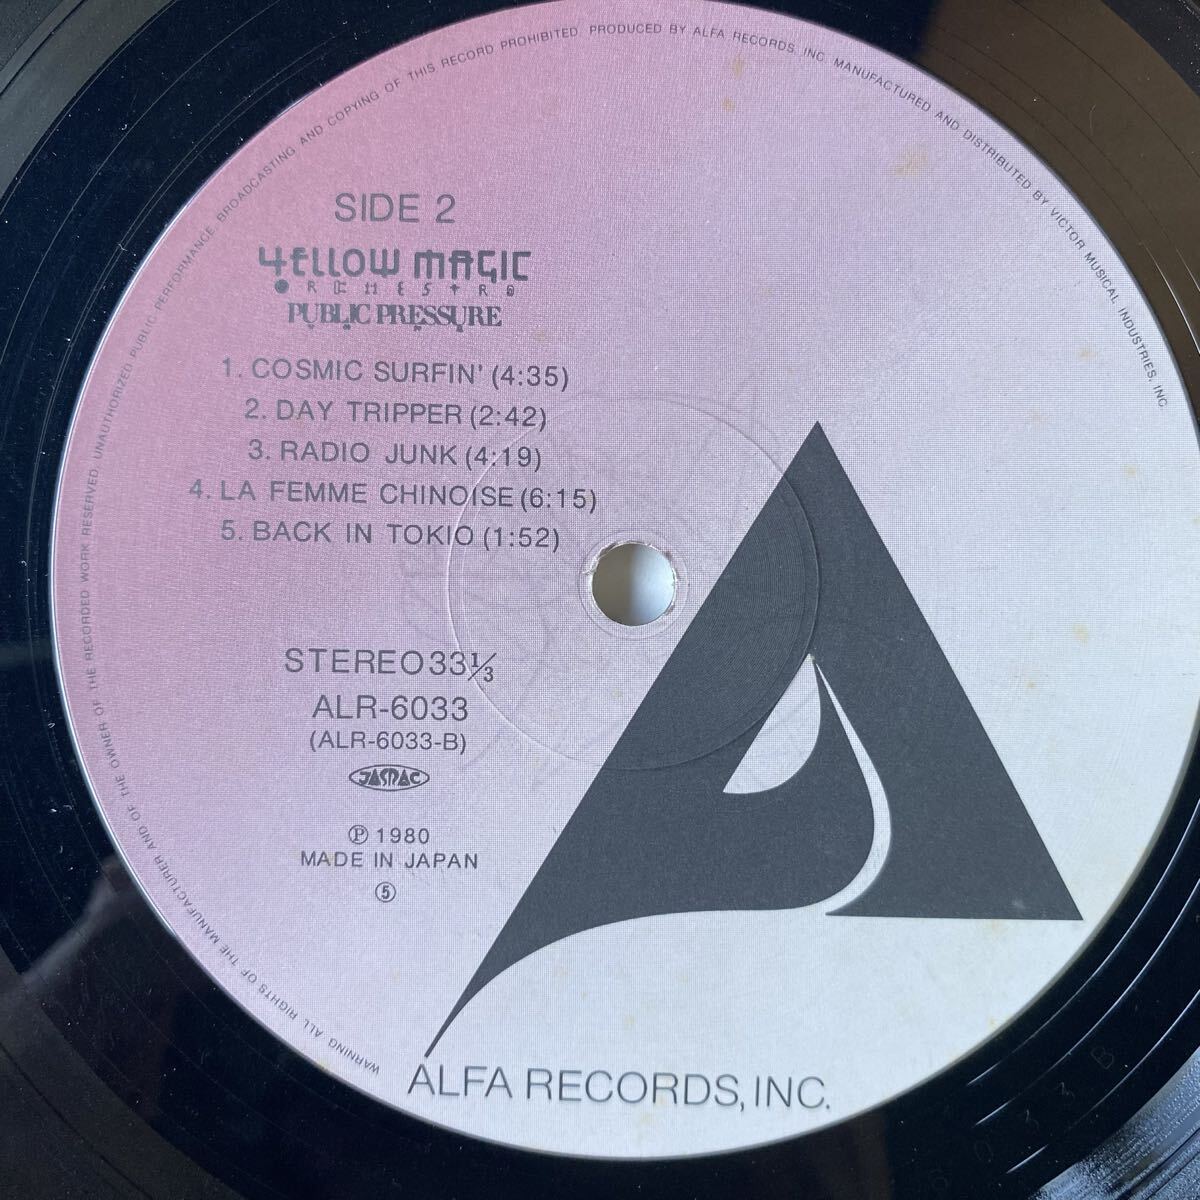 SIDE 2
YELLOW MAGIC
ORCHESTRA
PUBLIC PRESSURE
1. COSMIC SURFIN' (4:35)
2. DAY TRIPPER (2:42)
3. RADIO JUNK (4:19)
4. LA FEMME CHINOISE (6:15)
5. BACK IN TOKIO (1:52)
STEREO 33 1/3
ALR-6033
(ALR-6033-B)
JASRAC
Ⓟ 1980
MADE IN JAPAN
⑤
ALFA RECORDS, INC.
WARNING. ALL RIGHTS OF THE MANUFACTURER AND OF THE OWNER OF THE RECORDED WORK RESERVED, UNAUTHORIZED PUBLIC PERFORMANCE, BROADCASTING AND COPYING OF THIS RECORD PROHIBITED PRODUCED BY ALFA RECORDS, INC. MANUFACTURED AND DISTRIBUTED BY VICTOR MUSICAL INDUSTRIES, INC.